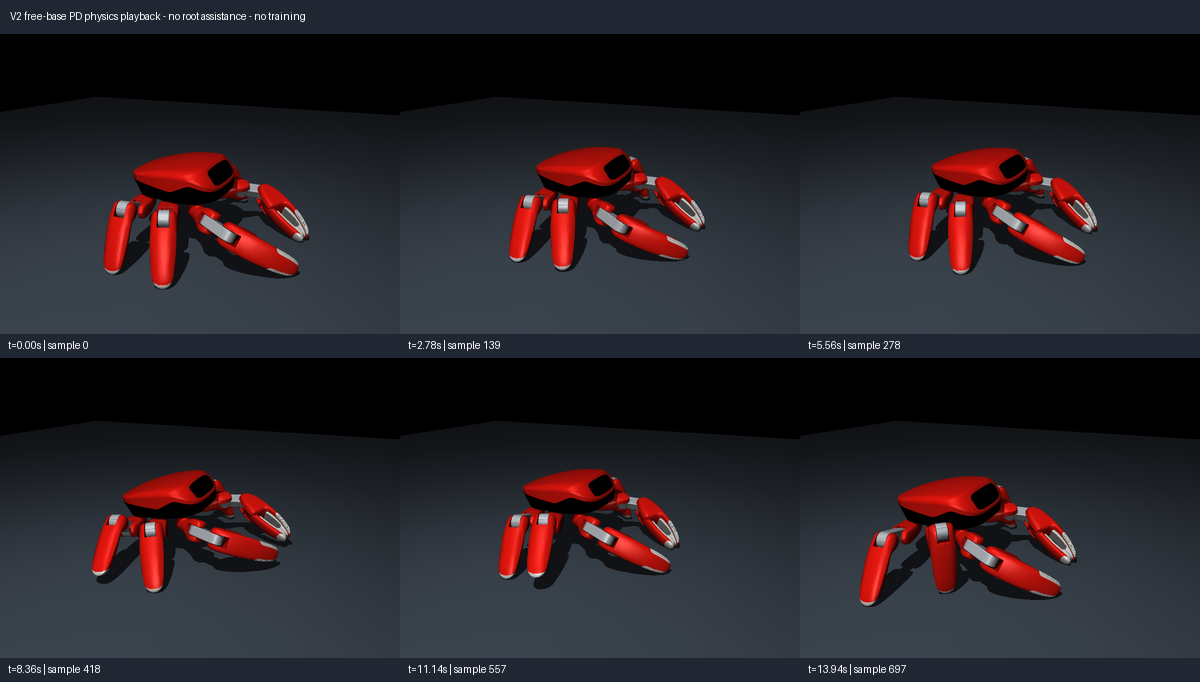 V2 free-base PD physics playback - no root assistance - no training
t=0.00s | sample 0
t=2.78s | sample 139
t=5.56s | sample 278
t=8.36s | sample 418
t=11.14s | sample 557
t=13.94s | sample 697